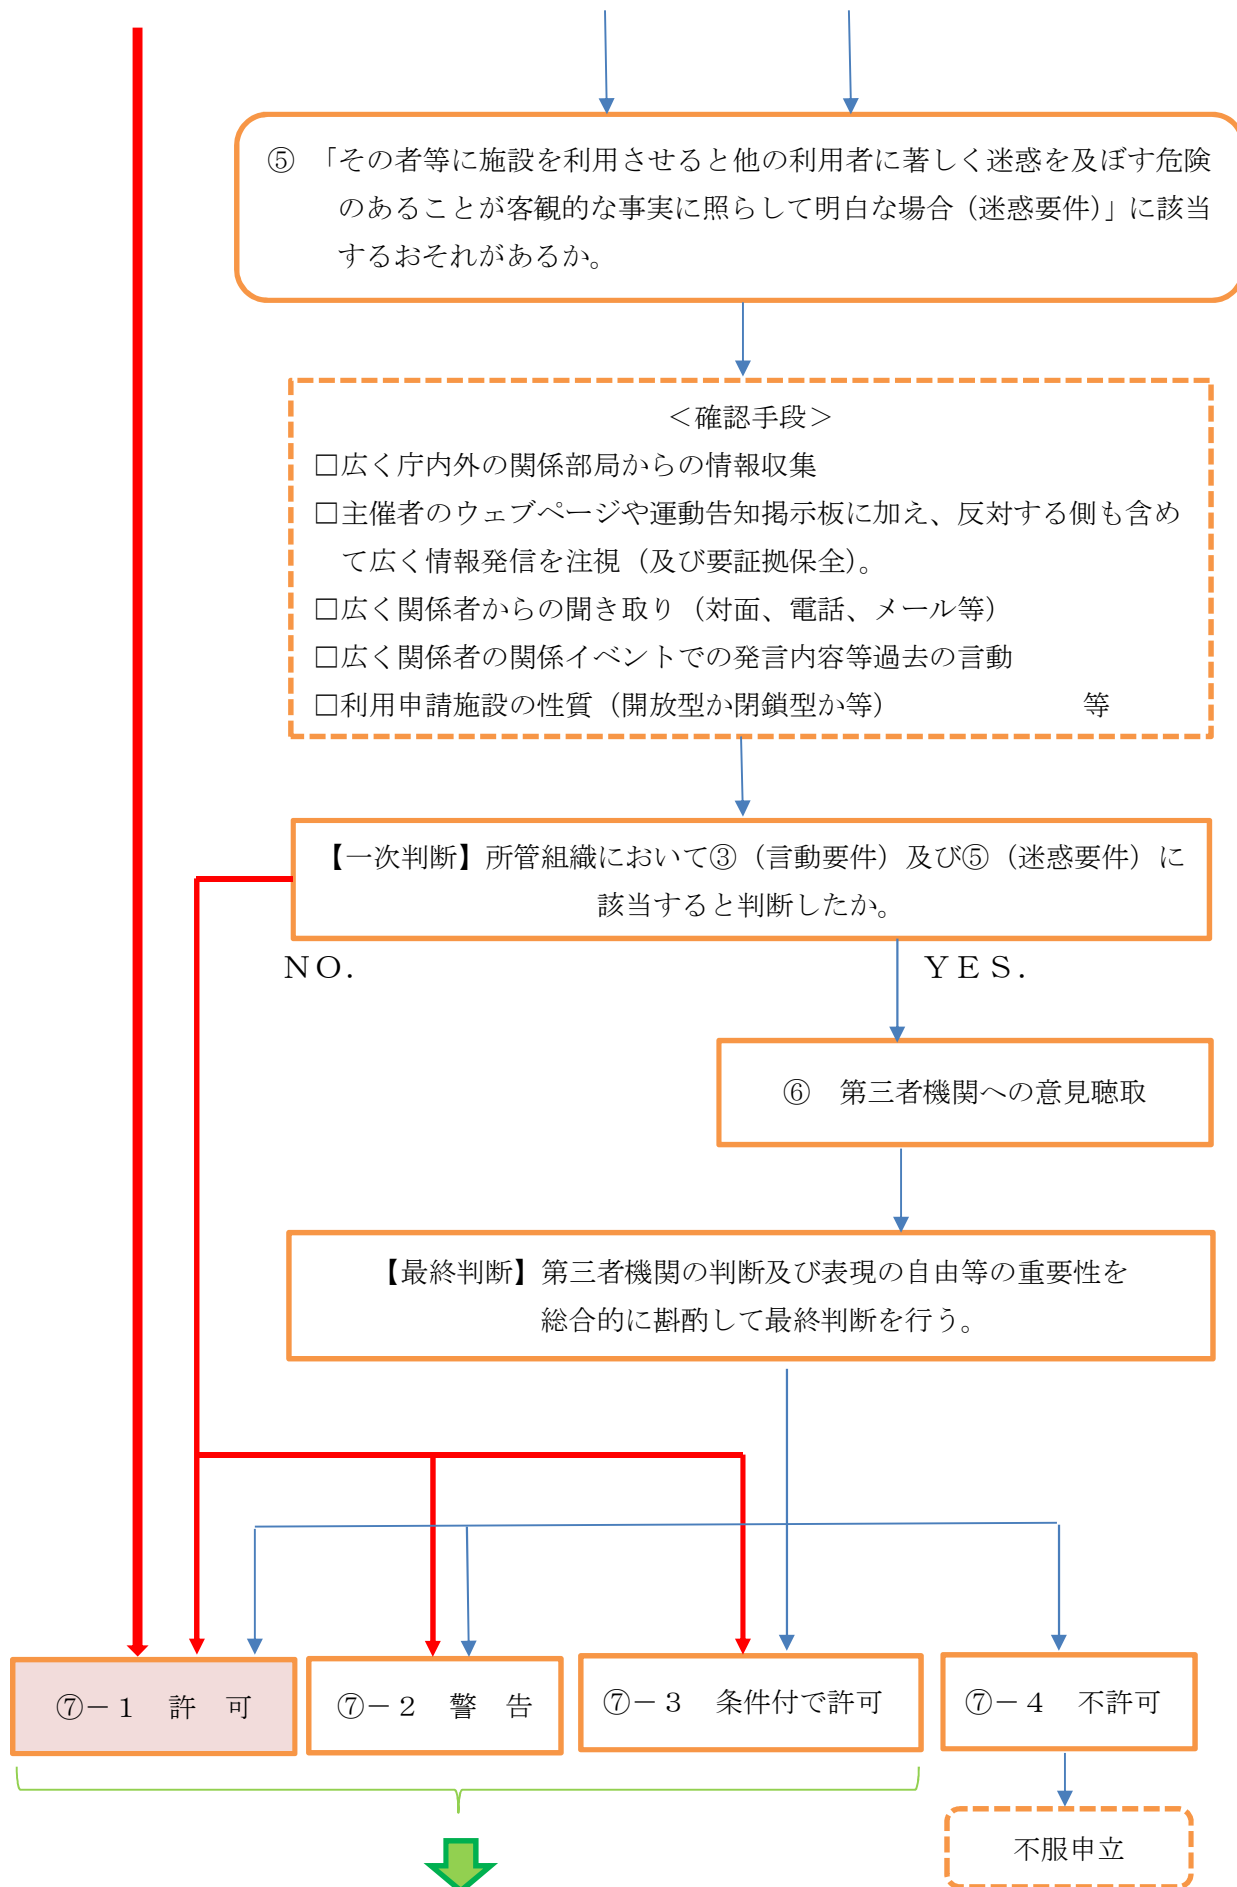 ⑤ 「その者等に施設を利用させると他の利用者に著しく迷惑を及ぼす危険
のあることが客観的な事実に照らして明白な場合（迷惑要件）」に該当
するおそれがあるか。
＜確認手段＞
□広く庁内外の関係部局からの情報収集
□主催者のウェブページや運動告知掲示板に加え、反対する側も含め
て広く情報発信を注視（及び要証拠保全）。
□広く関係者からの聞き取り（対面、電話、メール等）
□広く関係者の関係イベントでの発言内容等過去の言動
□利用申請施設の性質（開放型か閉鎖型か等） 等
【一次判断】所管組織において③（言動要件）及び⑤（迷惑要件）に
該当すると判断したか。
ＮＯ． ＹＥＳ．
⑥ 第三者機関への意見聴取
【最終判断】第三者機関の判断及び表現の自由等の重要性を
総合的に斟酌して最終判断を行う。
⑦－１ 許 可
⑦－２ 警 告
⑦－３ 条件付で許可
⑦－４ 不許可
不服申立